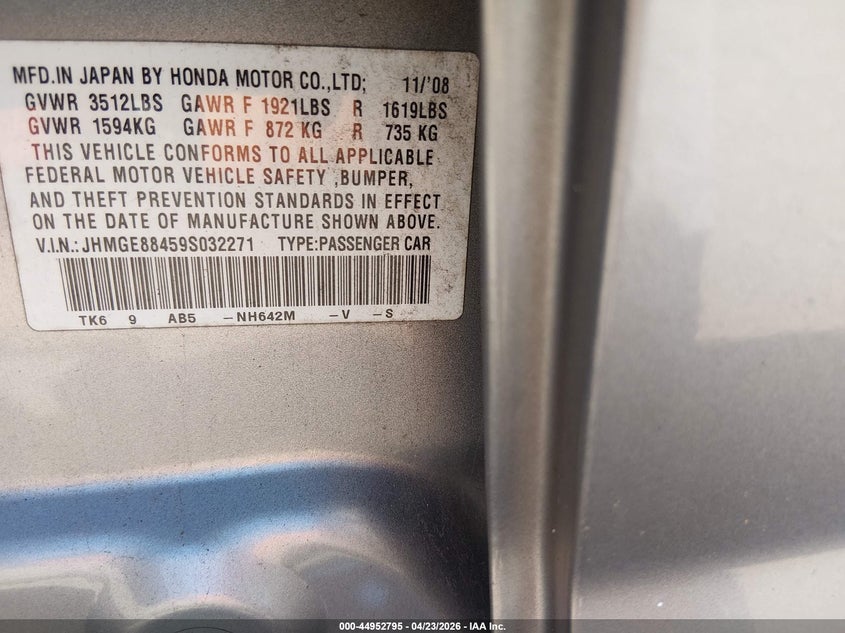 MFD.IN JAPAN BY HONDA MOTOR CO.,LTD; 11/'08
GVWR 3512LBS GAWR F 1921LBS R 1619LBS
GVWR 1594KG GAWR F 872 KG R 735 KG
THIS VEHICLE CONFORMS TO ALL APPLICABLE
FEDERAL MOTOR VEHICLE SAFETY ,BUMPER,
AND THEFT PREVENTION STANDARDS IN EFFECT
ON THE DATE OF MANUFACTURE SHOWN ABOVE.
V.I.N.: JHMGE88459S032271 TYPE:PASSENGER CAR
TK6 9 AB5 -NH642M -V -S
000-44952795 - 04/23/2026 - IAA Inc.